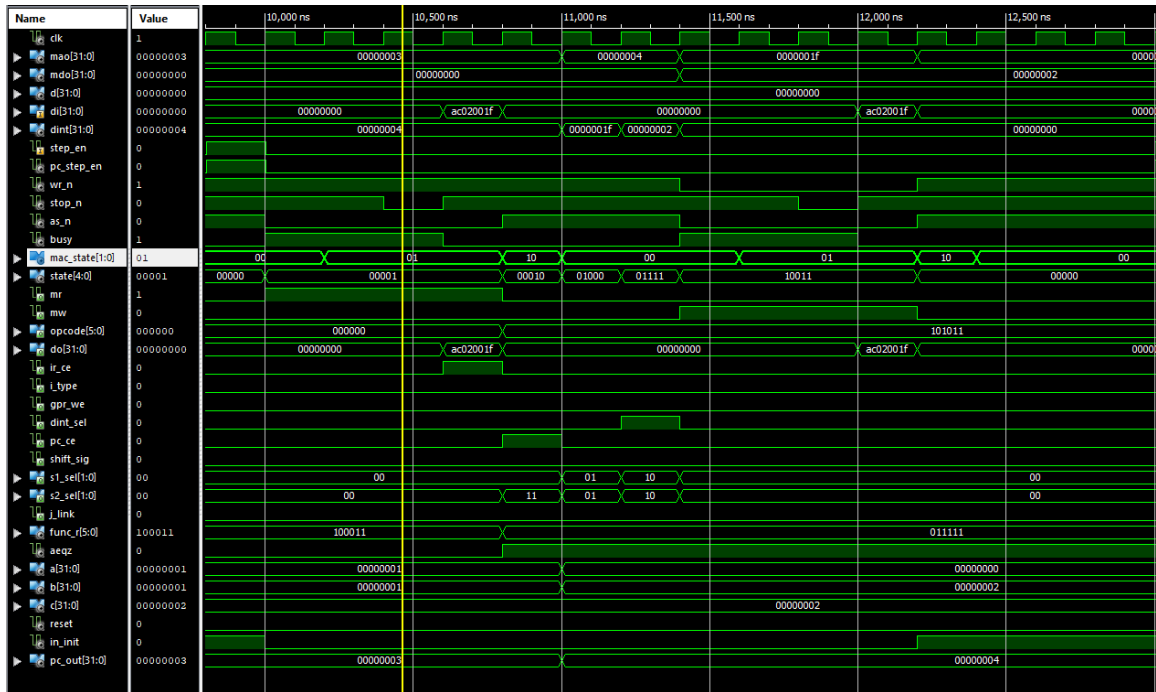 Name Value 10,000 ns 10,500 ns 11,000 ns 11,500 ns 12,000 ns 12,500 ns
clk 1
mao[31:0] 00000003 00000003 00000004 0000001f 0000
mdo[31:0] 00000000 00000000 00000002
d[31:0] 00000000 00000000
di[31:0] 00000000 00000000 ac02001f 00000000 ac02001f 0000
dint[31:0] 00000004 00000004 0000001f 00000002 00000000
step_en 0
pc_step_en 0
wr_n 1
stop_n 0
as_n 0
busy 1
mac_state[1:0] 01 00 01 10 00 01 10 00
state[4:0] 00001 00000 00001 00010 01000 01111 10011 00000
mr 1
mw 0
opcode[5:0] 000000 000000 101011
do[31:0] 00000000 00000000 ac02001f 00000000 ac02001f 0000
ir_ce 0
i_type 0
gpr_we 0
dint_sel 0
pc_ce 0
shift_sig 0
s1_sel[1:0] 00 00 01 10 00
s2_sel[1:0] 00 00 11 01 10 00
j_link 0
func_r[5:0] 100011 100011 011111
aeqz 0
a[31:0] 00000001 00000001 00000000
b[31:0] 00000001 00000001 00000002
c[31:0] 00000002 00000002
reset 0
in_init 0
pc_out[31:0] 00000003 00000003 00000004